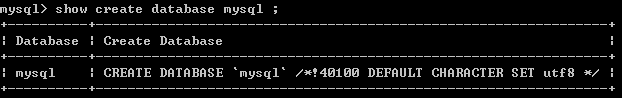 mysql> show create database mysql ;
+----------+----------------------------------------------------------------+
| Database | Create Database                                                |
+----------+----------------------------------------------------------------+
| mysql    | CREATE DATABASE `mysql` /*!40100 DEFAULT CHARACTER SET utf8 */ |
+----------+----------------------------------------------------------------+